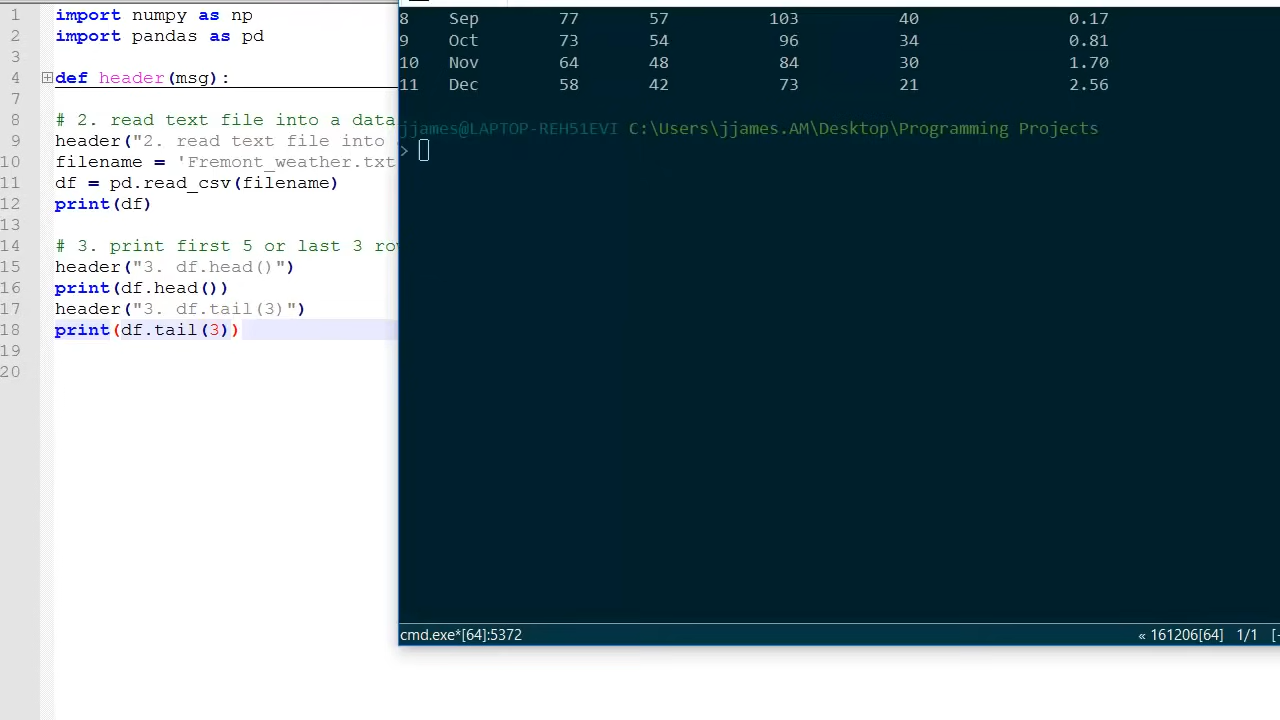 1 import numpy as np
2 import pandas as pd
3
4 def header(msg):
7
8 # 2. read text file into a data
9 header("2. read text file into
10 filename = 'Fremont_weather.txt
11 df = pd.read_csv(filename)
12 print(df)
13
14 # 3. print first 5 or last 3 ro
15 header("3. df.head()")
16 print(df.head())
17 header("3. df.tail(3)")
18 print(df.tail(3))
19
20
8 Sep 77 57 103 40 0.17
9 Oct 73 54 96 34 0.81
10 Nov 64 48 84 30 1.70
11 Dec 58 42 73 21 2.56
jjames@LAPTOP-REH51EVI C:\Users\jjames.AM\Desktop\Programming Projects
>
cmd.exe*[64]:5372 « 161206[64] 1/1 [-